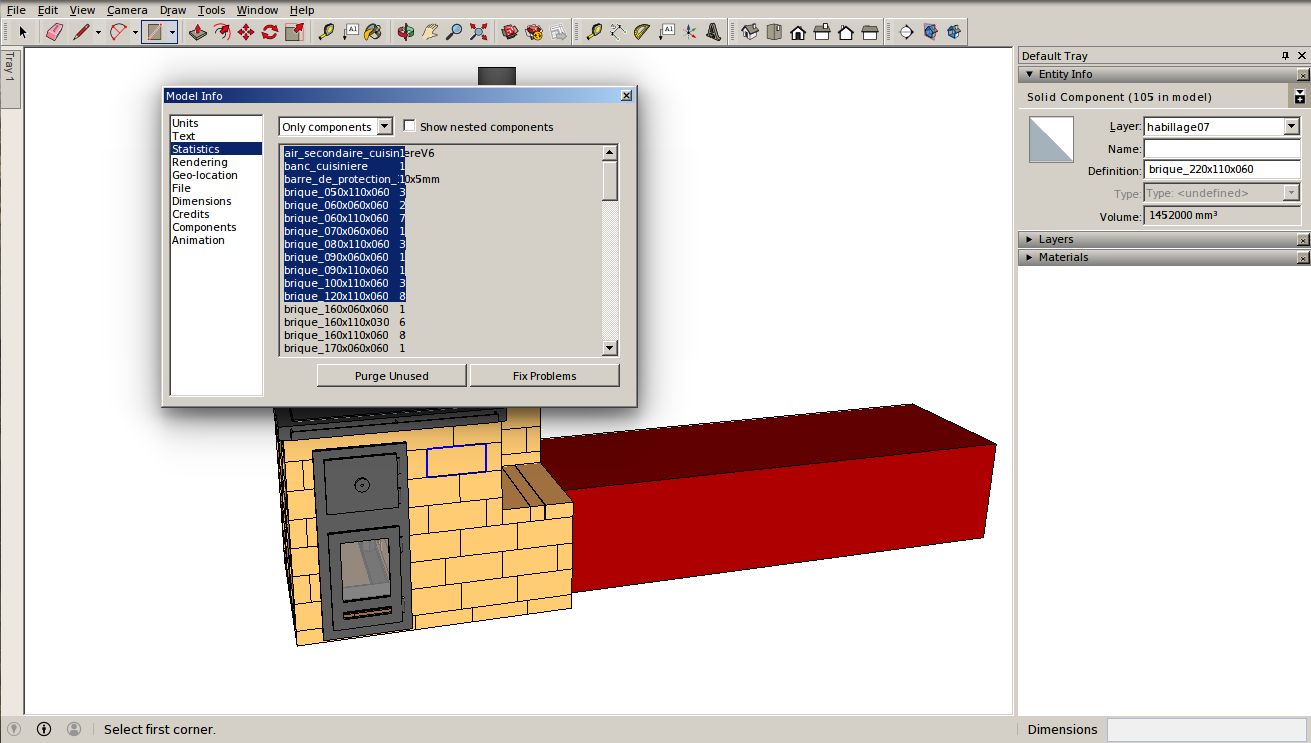 File Edit View Camera Draw Tools Window Help
Tray 1
Default Tray
Entity Info
Solid Component (105 in model)
Layer: habillage07
Name:
Definition: brique_220x110x060
Type: Type: <undefined>
Volume: 1452000 mm³
Layers
Materials
Model Info
Units
Text
Statistics
Rendering
Geo-location
File
Dimensions
Credits
Components
Animation
Only components
Show nested components
air_secondaire_cuisin1ereV6
banc_cuisiniere 1
barre_de_protection_10x5mm
brique_050x110x060 3
brique_060x060x060 2
brique_060x110x060 7
brique_070x060x060 1
brique_080x110x060 3
brique_090x060x060 1
brique_090x110x060 1
brique_100x110x060 3
brique_120x110x060 8
brique_160x060x060 1
brique_160x110x030 6
brique_160x110x060 8
brique_170x060x060 1
Purge Unused
Fix Problems
Select first corner.
Dimensions